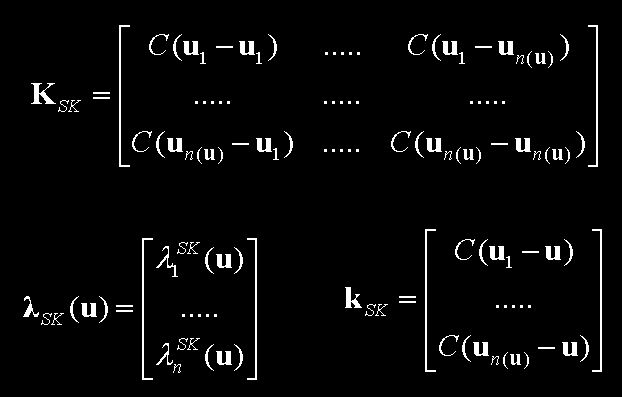 K_SK = [ C(u_1 − u_1) ..... C(u_1 − u_n(u))
..... ..... .....
C(u_n(u) − u_1) ..... C(u_n(u) − u_n(u)) ]
λ_SK(u) = [ λ_1^SK(u)
.....
λ_n^SK(u) ]
k_SK = [ C(u_1 − u)
.....
C(u_n(u) − u) ]